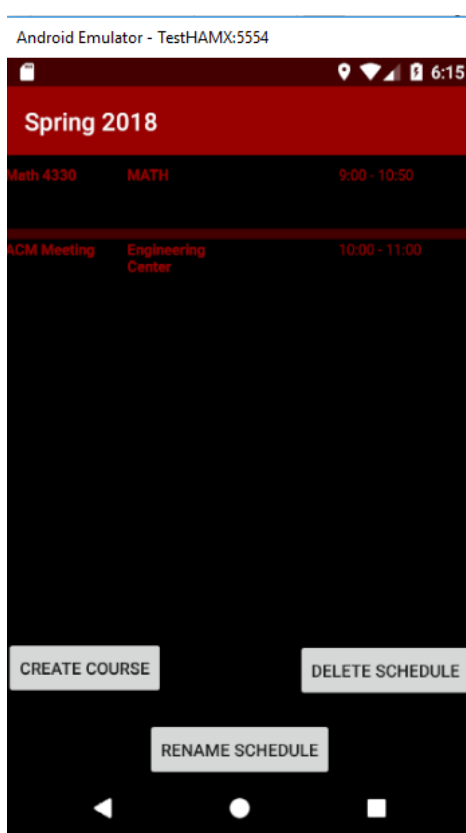 Android Emulator - TestHAMX:5554
6:15
Spring 2018
Math 4330 MATH 9:00 - 10:50
ACM Meeting Engineering 10:00 - 11:00
Center
CREATE COURSE DELETE SCHEDULE
RENAME SCHEDULE